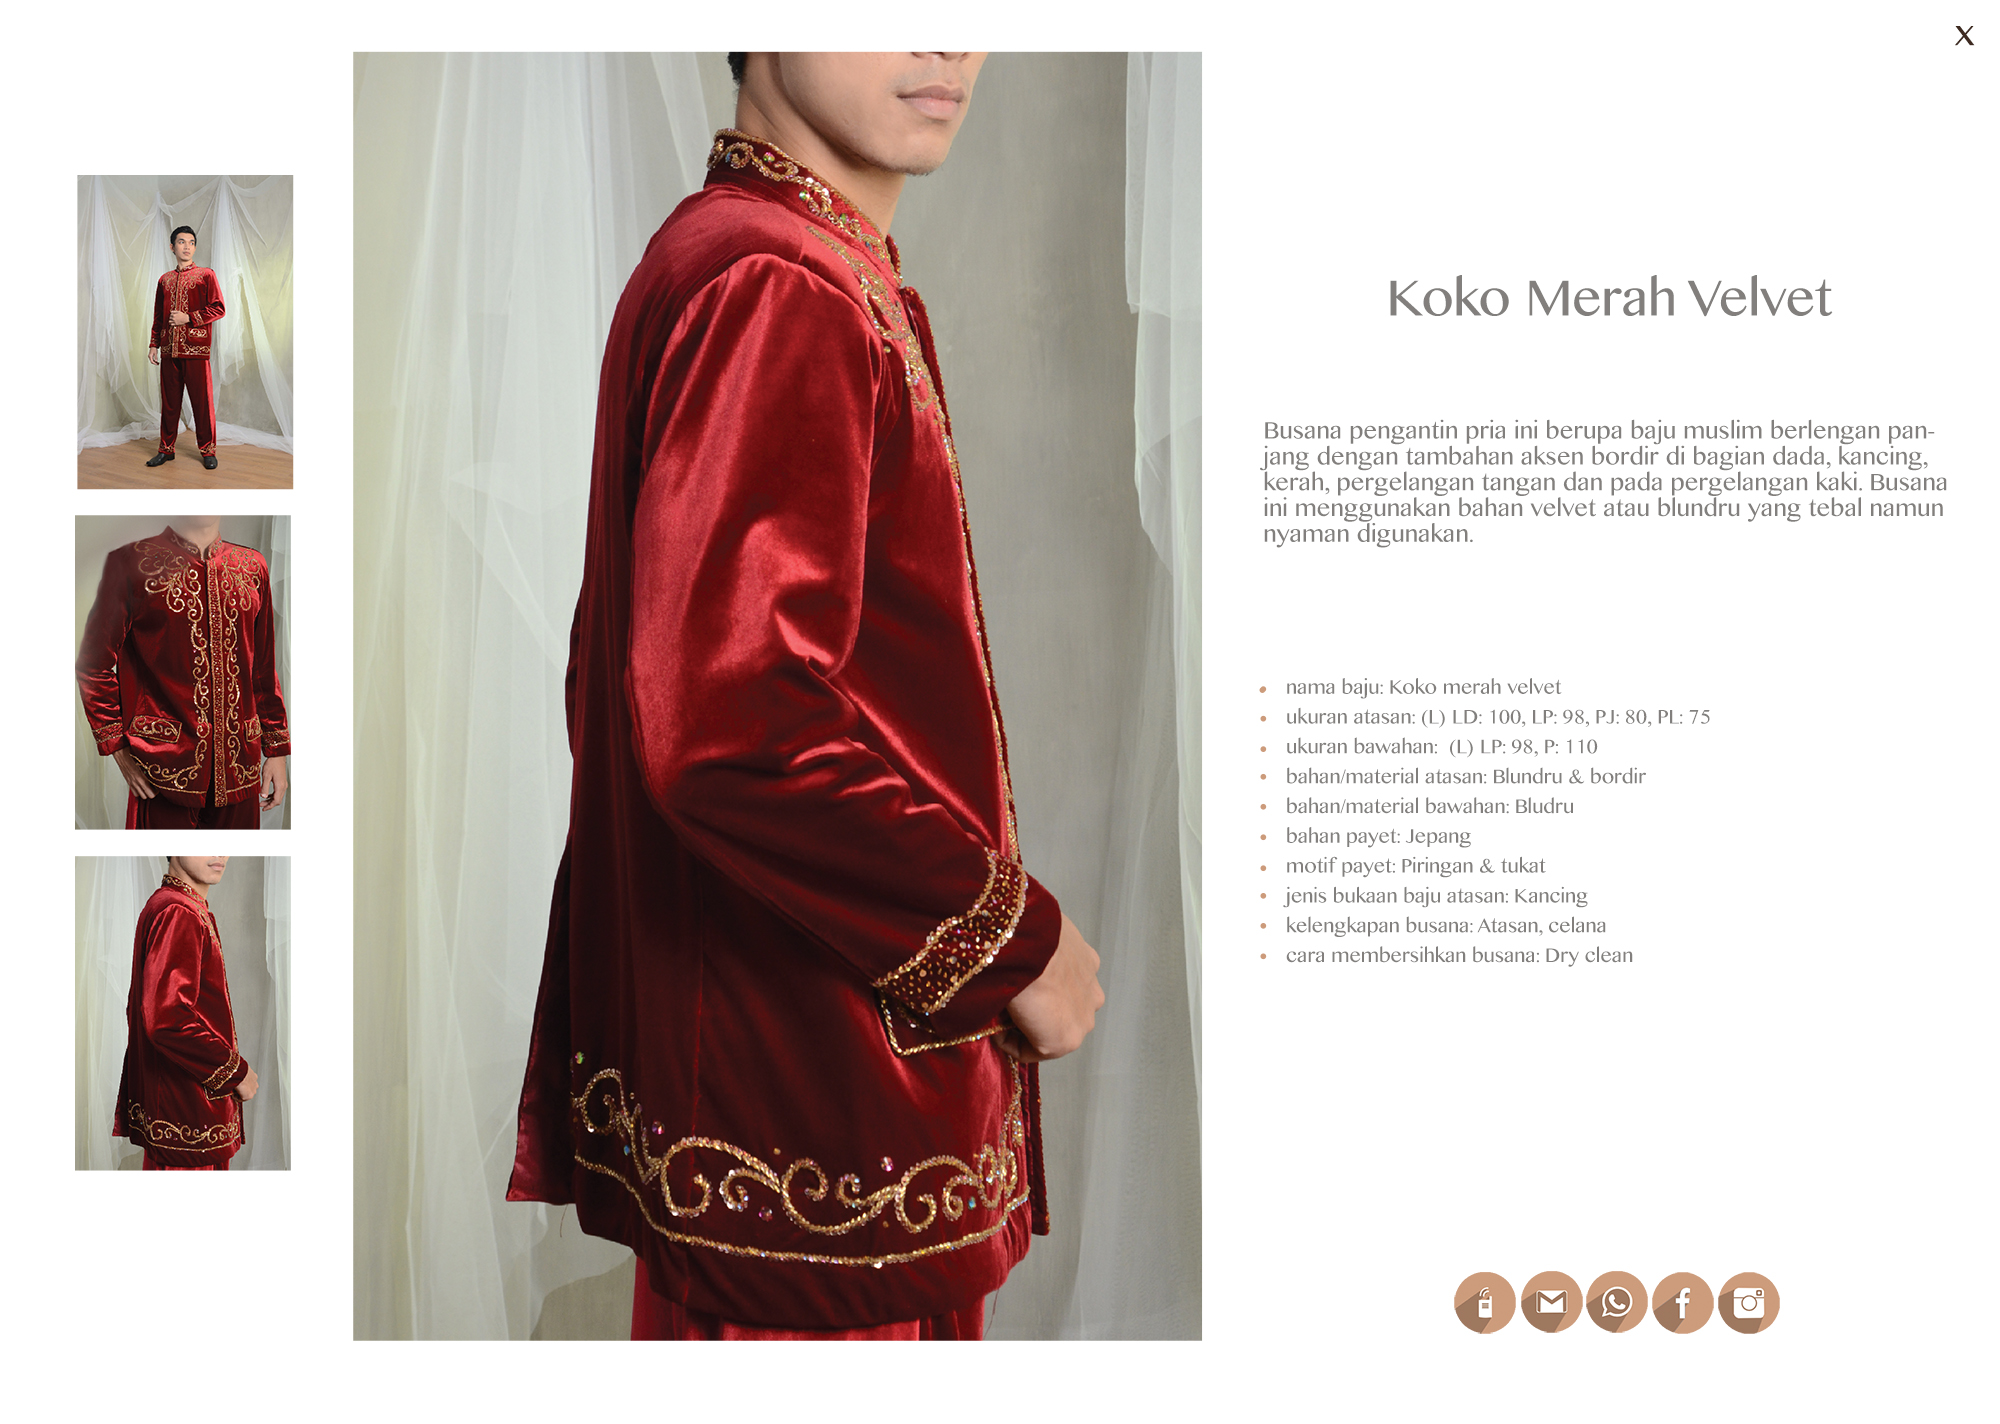 X
Koko Merah Velvet
Busana pengantin pria ini berupa baju muslim berlengan pan-
jang dengan tambahan aksen bordir di bagian dada, kancing,
kerah, pergelangan tangan dan pada pergelangan kaki. Busana
ini menggunakan bahan velvet atau blundru yang tebal namun
nyaman digunakan.
• nama baju: Koko merah velvet
• ukuran atasan: (L) LD: 100, LP: 98, PJ: 80, PL: 75
• ukuran bawahan:  (L) LP: 98, P: 110
• bahan/material atasan: Blundru & bordir
• bahan/material bawahan: Bludru
• bahan payet: Jepang
• motif payet: Piringan & tukat
• jenis bukaan baju atasan: Kancing
• kelengkapan busana: Atasan, celana
• cara membersihkan busana: Dry clean